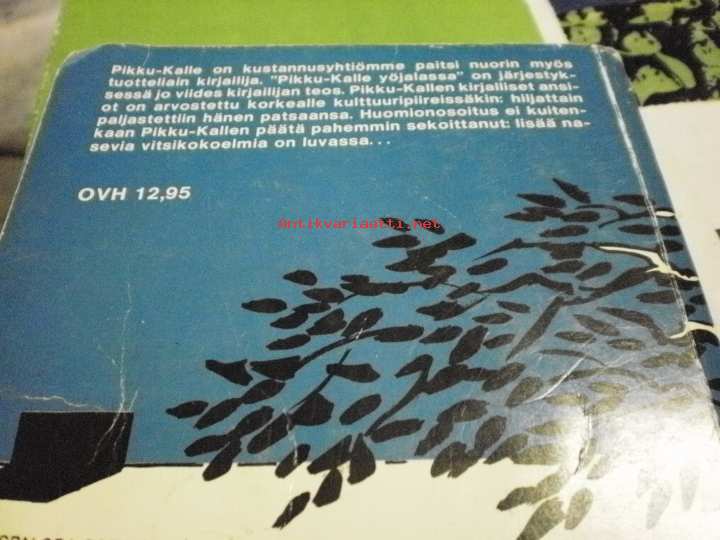 Pikku-Kalle on kustannusyhtiömme paitsi nuorin myös
tuotteliain kirjailija. "Pikku-Kalle yöjalassa" on järjestyk-
sessä jo viides kirjailijan teos. Pikku-Kallen kirjalliset ansi-
ot on arvostettu korkealle kulttuuripiireissäkin: hiljattain
paljastettiin hänen patsaansa. Huomionosoitus ei kuiten-
kaan Pikku-Kallen päätä pahemmin sekoittanut: lisää na-
sevia vitsikokoelmia on luvassa...
OVH 12,95
Antikvariaatti.net